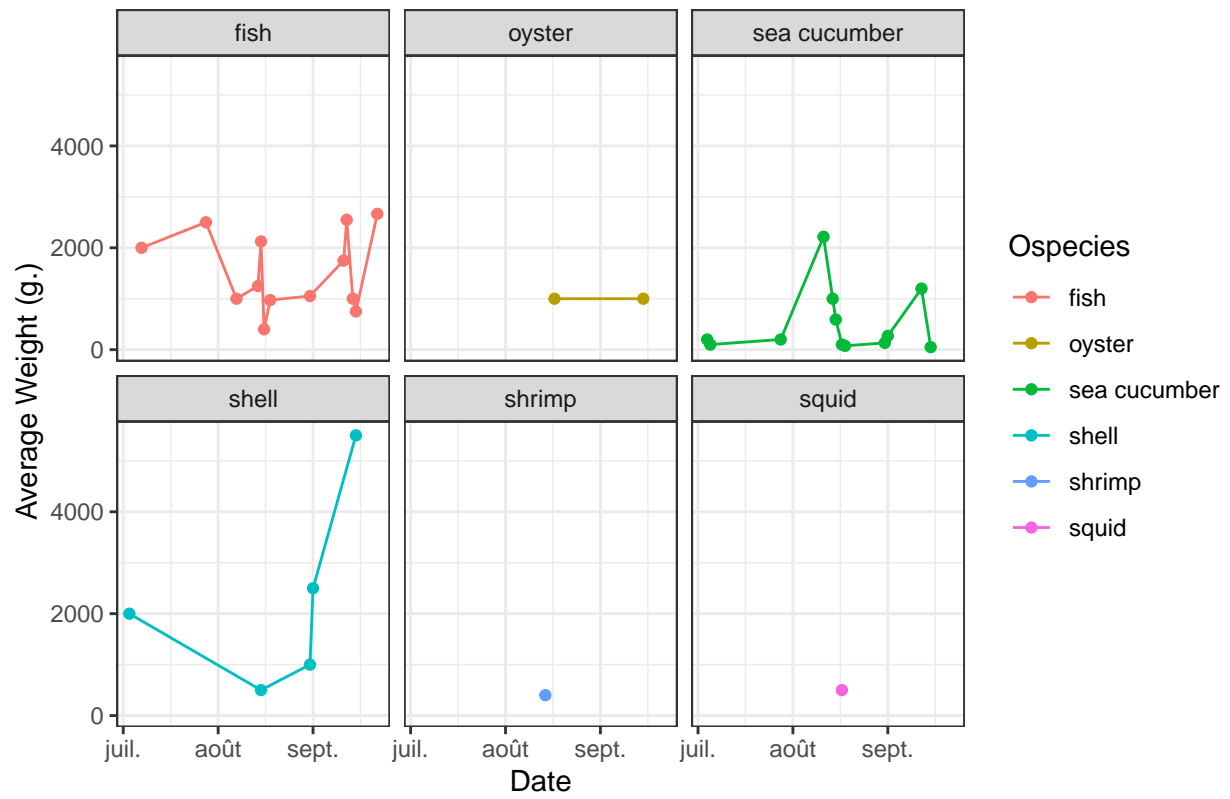 fish
oyster
sea cucumber
4000
2000
0
shell
shrimp
squid
4000
2000
0
juil.
août
sept.
juil.
août
sept.
juil.
août
sept.
Date
Average Weight (g.)
Ospecies
fish
oyster
sea cucumber
shell
shrimp
squid